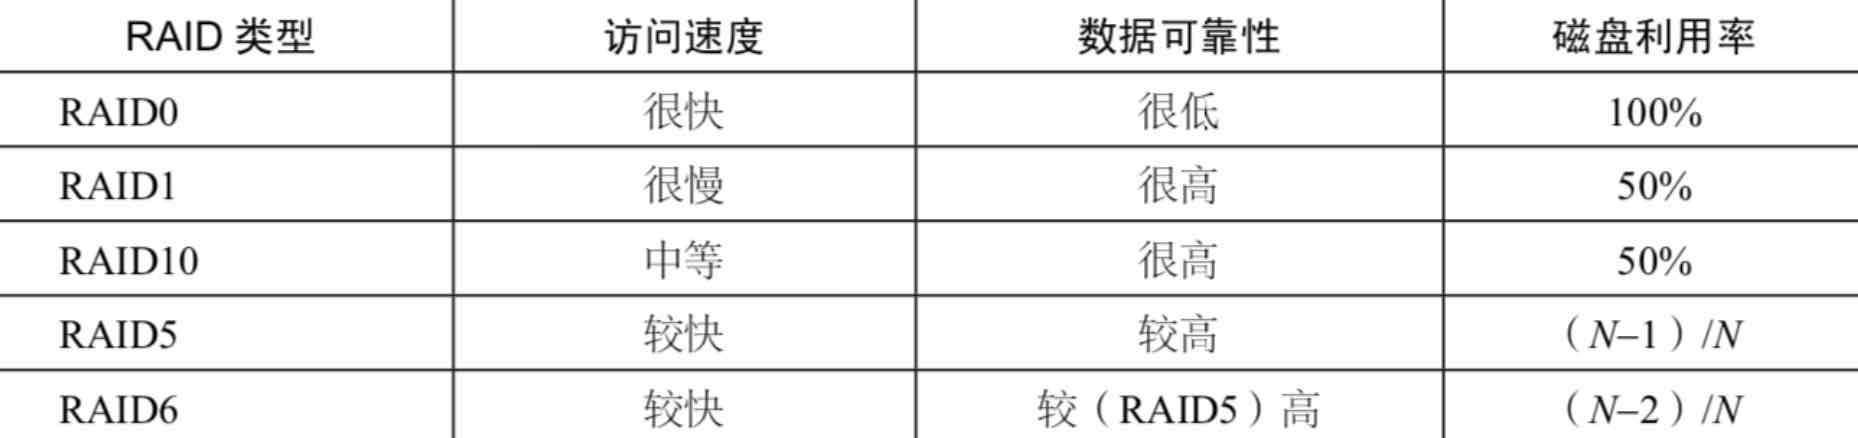 RAID 类型 访问速度 数据可靠性 磁盘利用率
RAID0 很快 很低 100%
RAID1 很慢 很高 50%
RAID10 中等 很高 50%
RAID5 较快 较高 （N–1）/N
RAID6 较快 较（RAID5）高 （N–2）/N